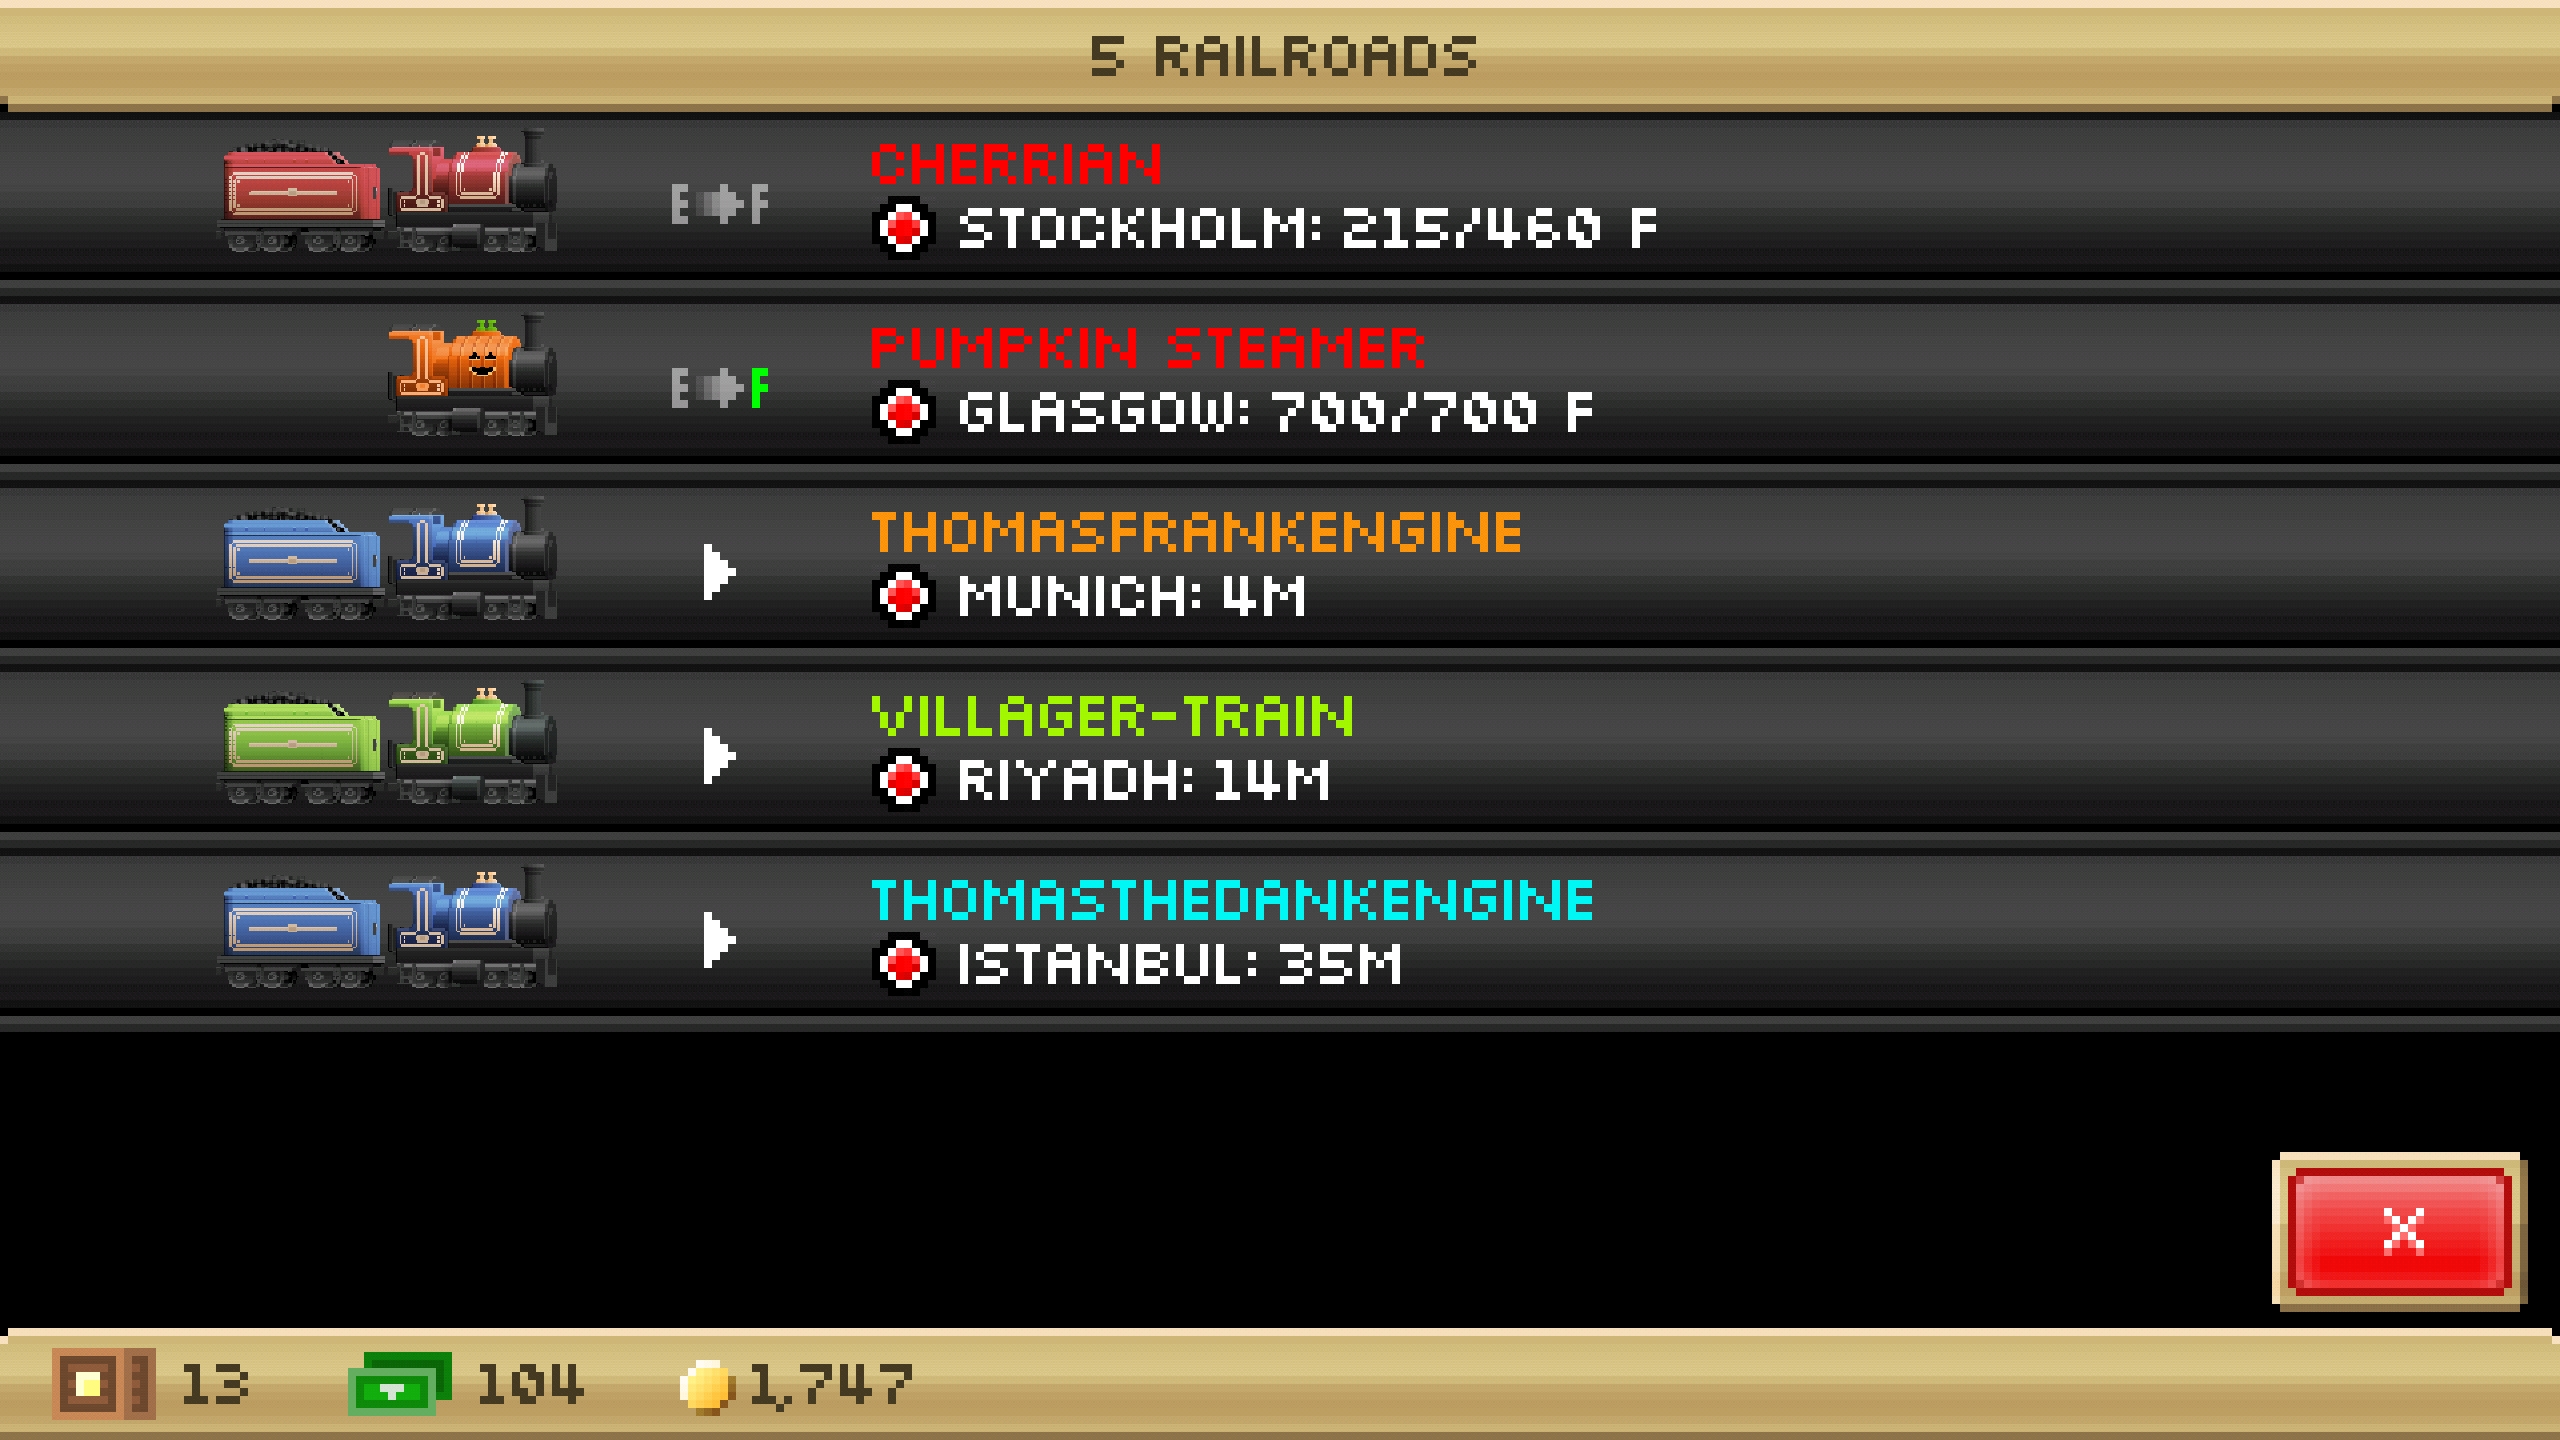 5 RAILROADS
CHERRIAN
E F
STOCKHOLM: 215/460 F
PUMPKIN STEAMER
E F
GLASGOW: 700/700 F
THOMASFRANKENGINE
MUNICH: 4M
VILLAGER-TRAIN
RIYADH: 14M
THOMASTHEDANKENGINE
ISTANBUL: 35M
X
13 104 1,747